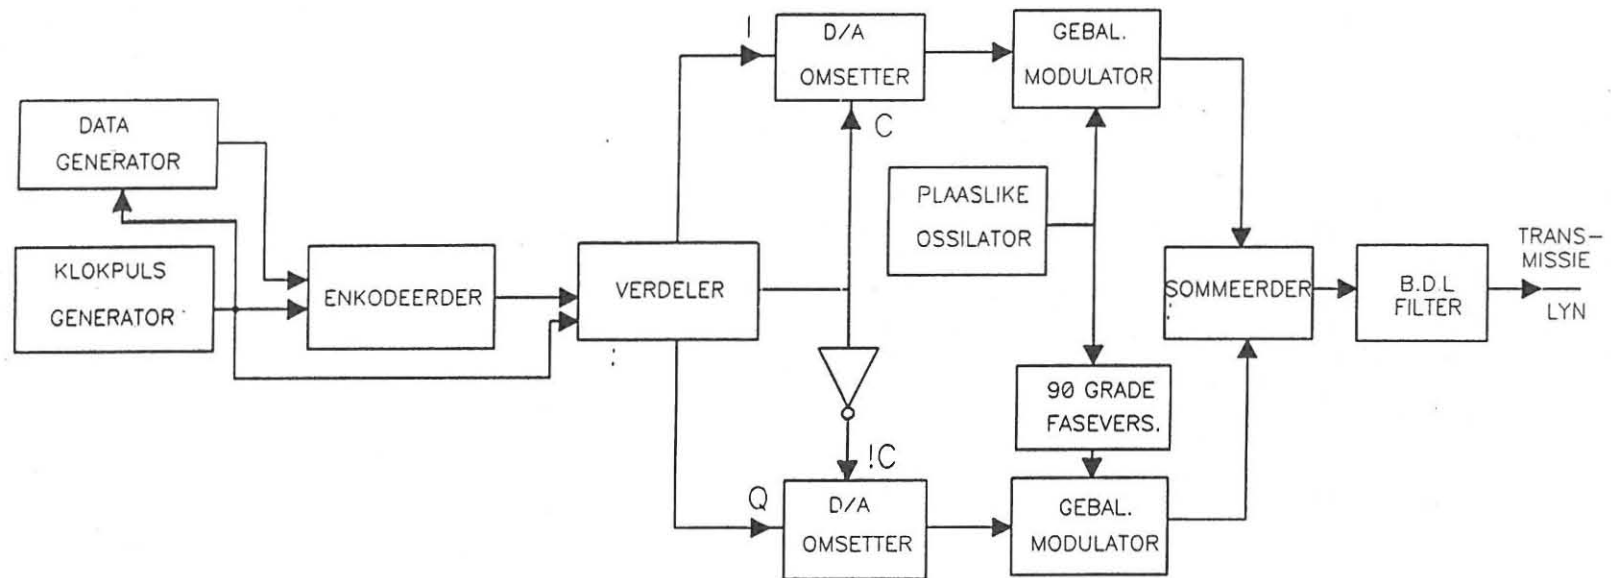 DATA
GENERATOR
KLOKPULS
GENERATOR
ENKODEERDER
VERDELER
I
D/A
OMSETTER
C
GEBAL.
MODULATOR
PLAASLIKE
OSSILATOR
90 GRADE
FASEVERS.
!C
Q
D/A
OMSETTER
GEBAL.
MODULATOR
SOMMEERDER
B.D.L
FILTER
TRANS-
MISSIE
LYN